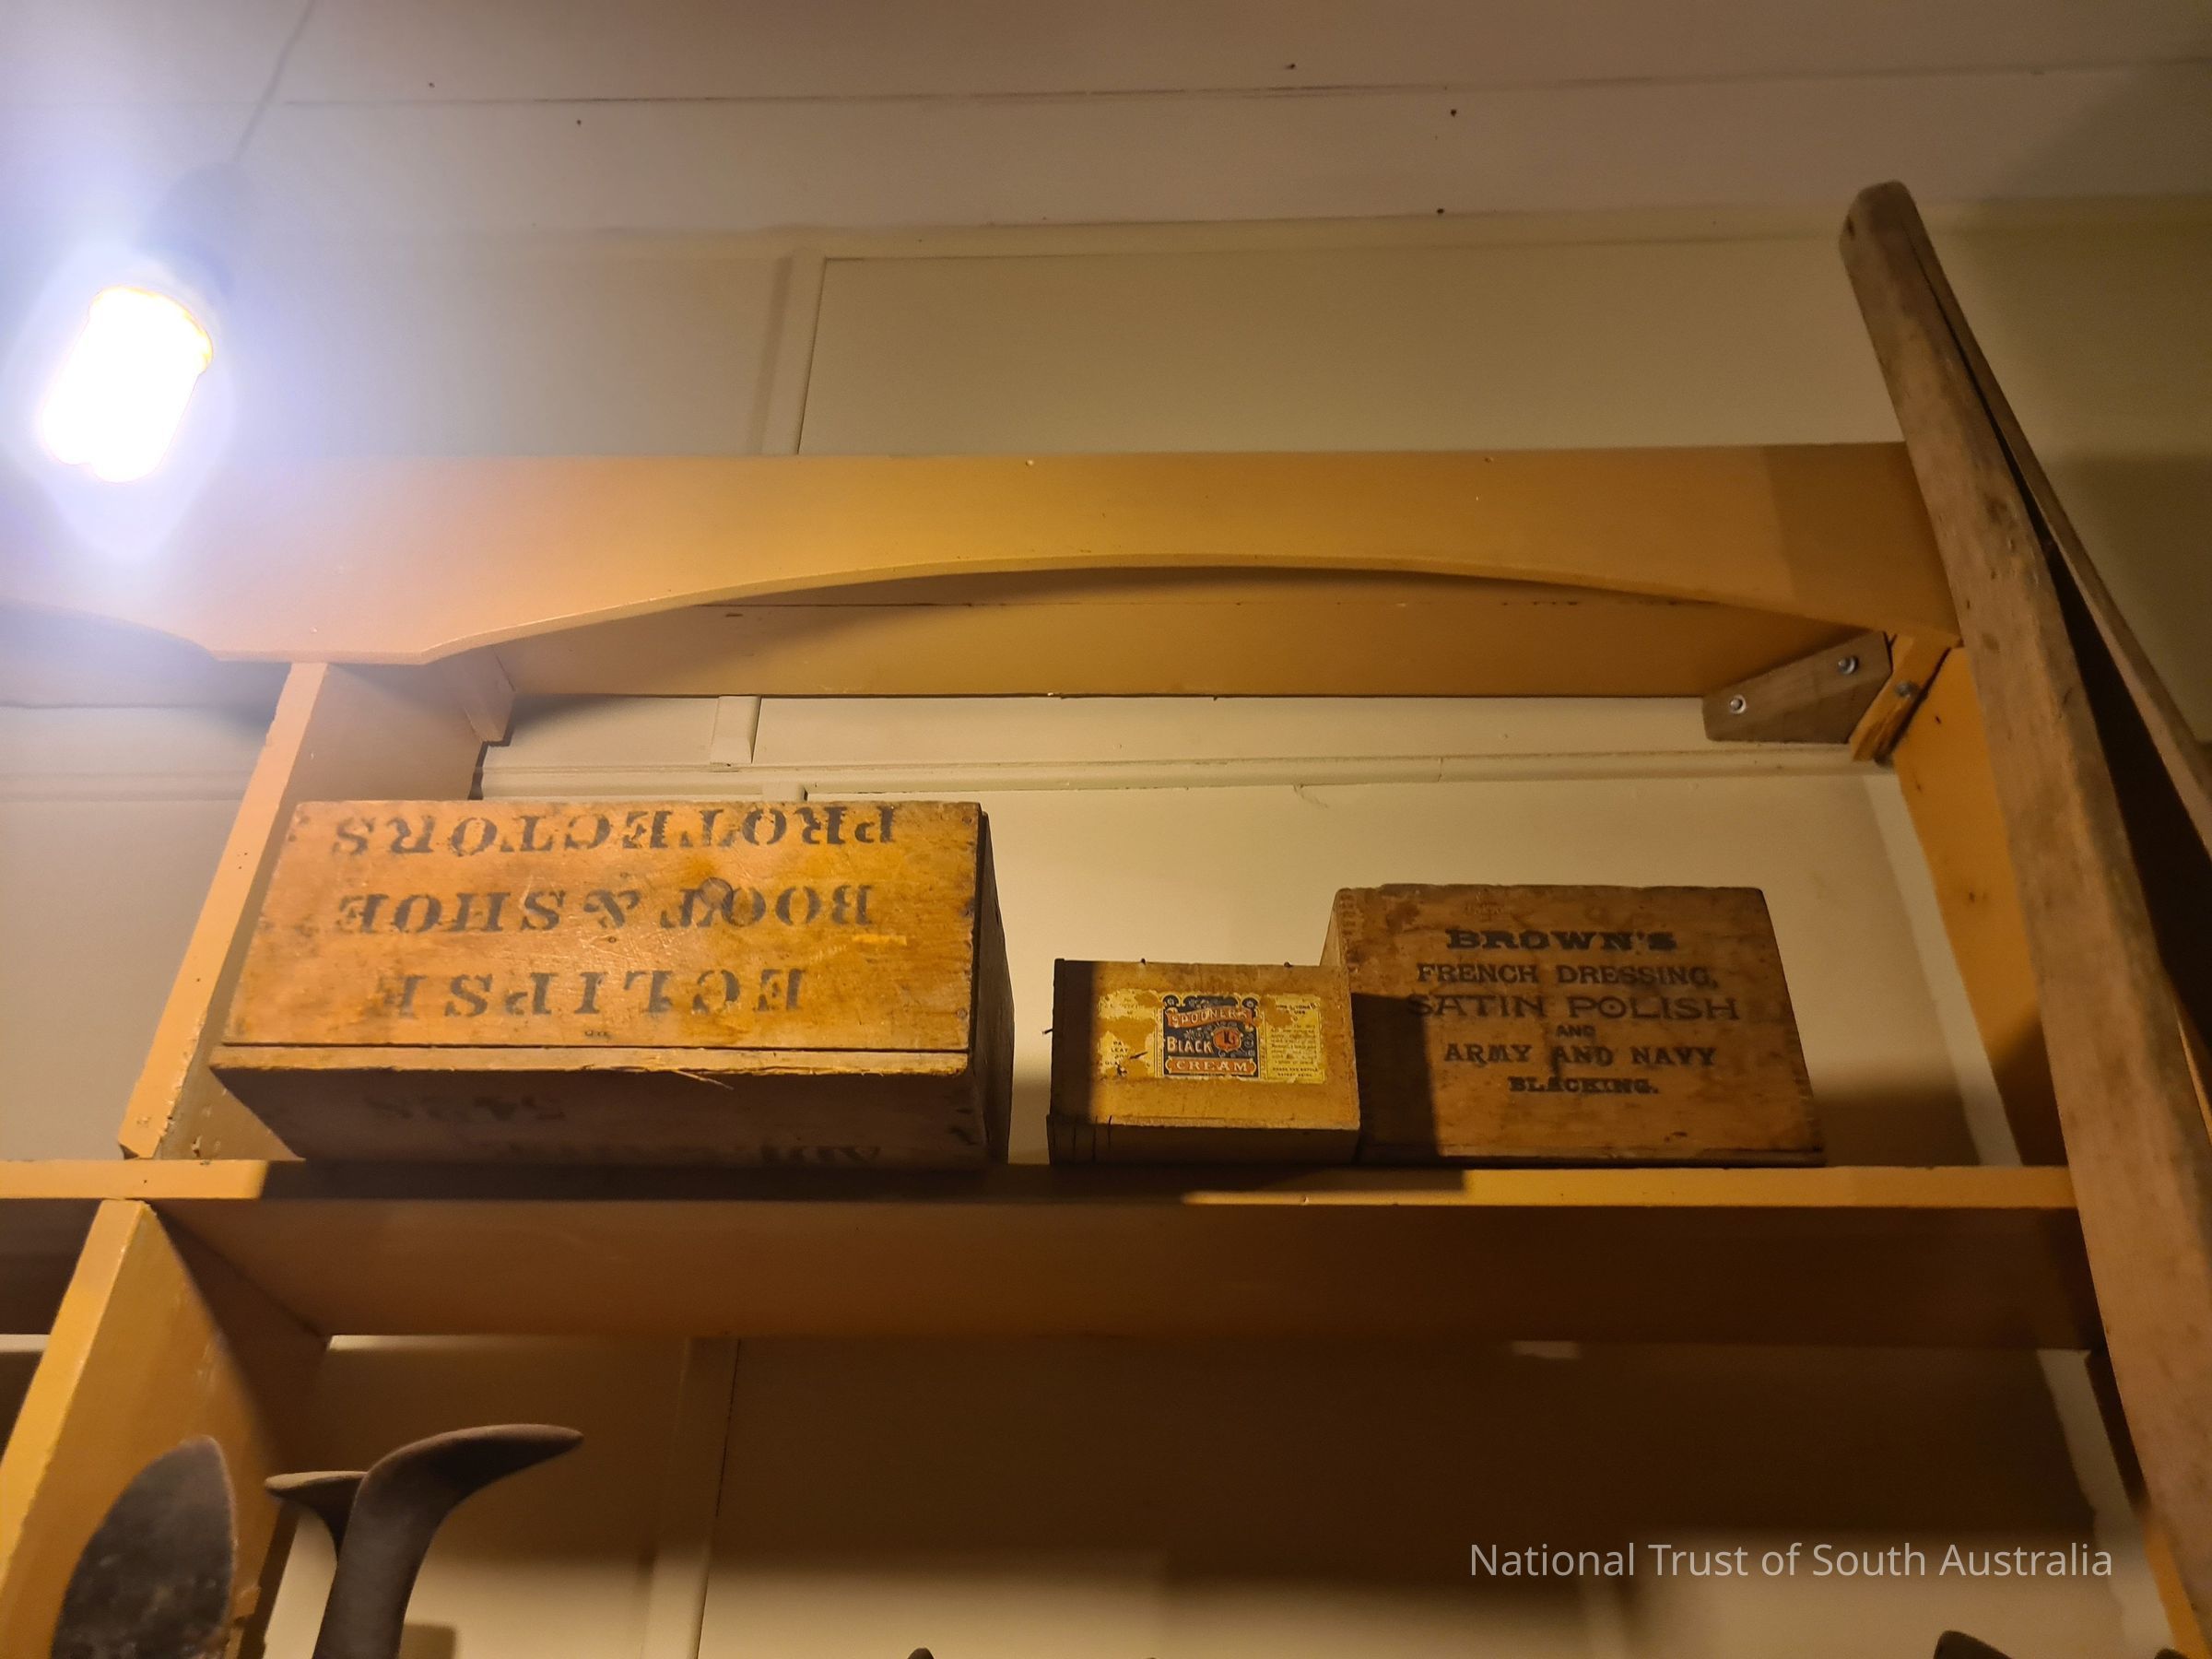 ECLIPSE
BOOT & SHOE
PROTECTORS
SPOONER'S
BLACK
CREAM
BROWN'S
FRENCH DRESSING,
SATIN POLISH
AND
ARMY AND NAVY
BLACKING.
National Trust of South Australia